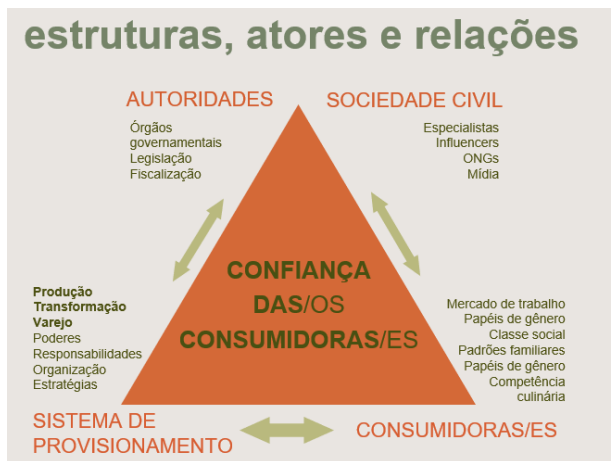 estruturas, atores e relações
AUTORIDADES
Órgãos
governamentais
Legislação
Fiscalização
SOCIEDADE CIVIL
Especialistas
Influencers
ONGs
Mídia
CONFIANÇA
DAS/OS
CONSUMIDORAS/ES
Produção
Transformação
Varejo
Poderes
Responsabilidades
Organização
Estratégias
SISTEMA DE
PROVISIONAMENTO
Mercado de trabalho
Papéis de gênero
Classe social
Padrões familiares
Papéis de gênero
Competência
culinária
CONSUMIDORAS/ES